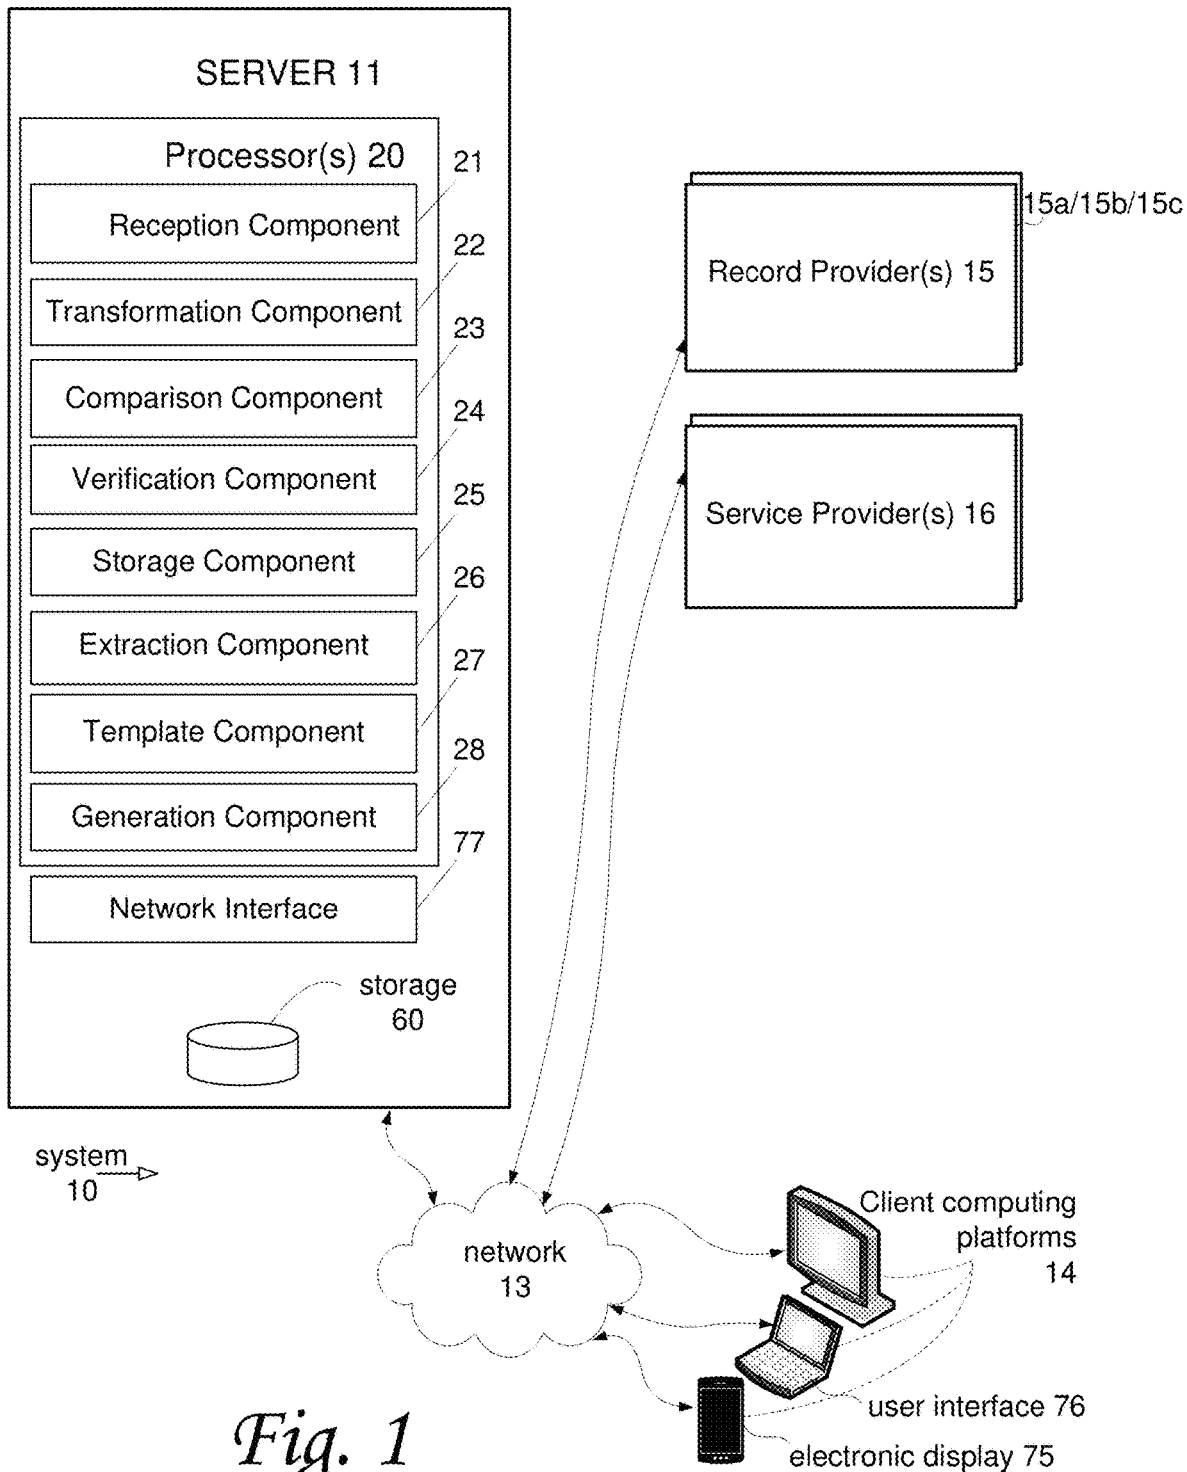 SERVER 11
Processor(s) 20
21
Reception Component
22
Transformation Component
23
Comparison Component
24
Verification Component
25
Storage Component
26
Extraction Component
27
Template Component
28
Generation Component
77
Network Interface
storage
60
15a/15b/15c
Record Provider(s) 15
Service Provider(s) 16
system
10
network
13
Client computing
platforms
14
user interface 76
electronic display 75
Fig. 1